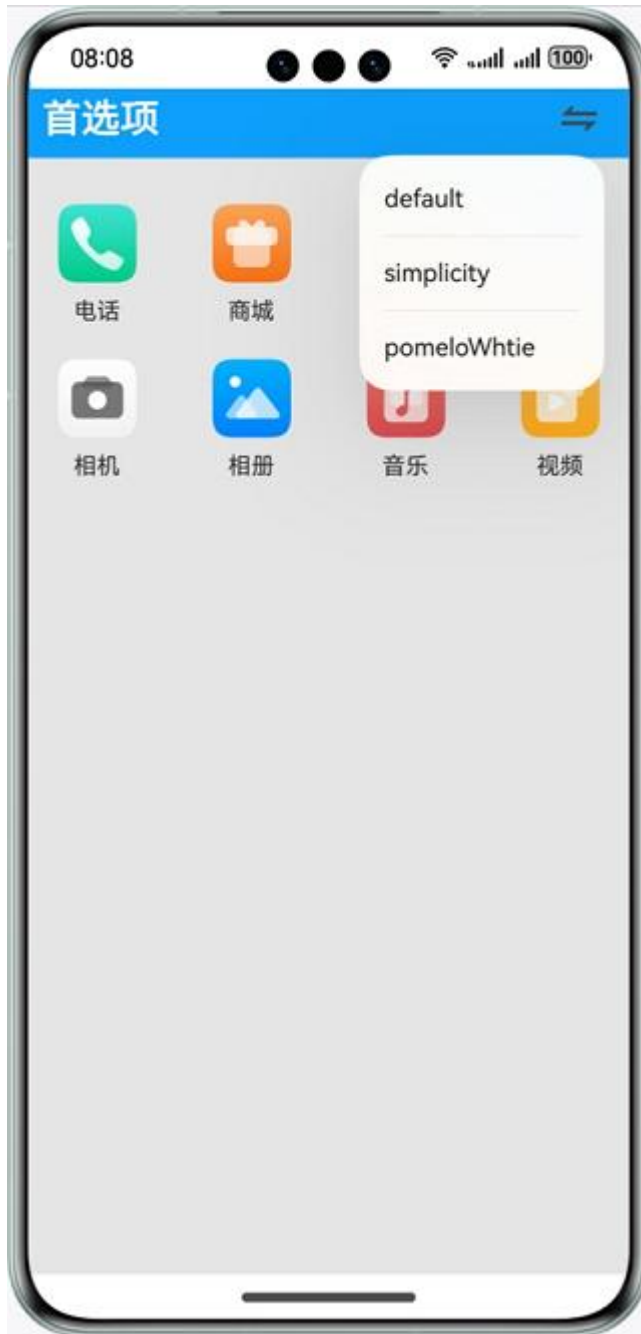 08:08
100
首选项
default
simplicity
pomeloWhtie
电话
商城
相机
相册
音乐
视频